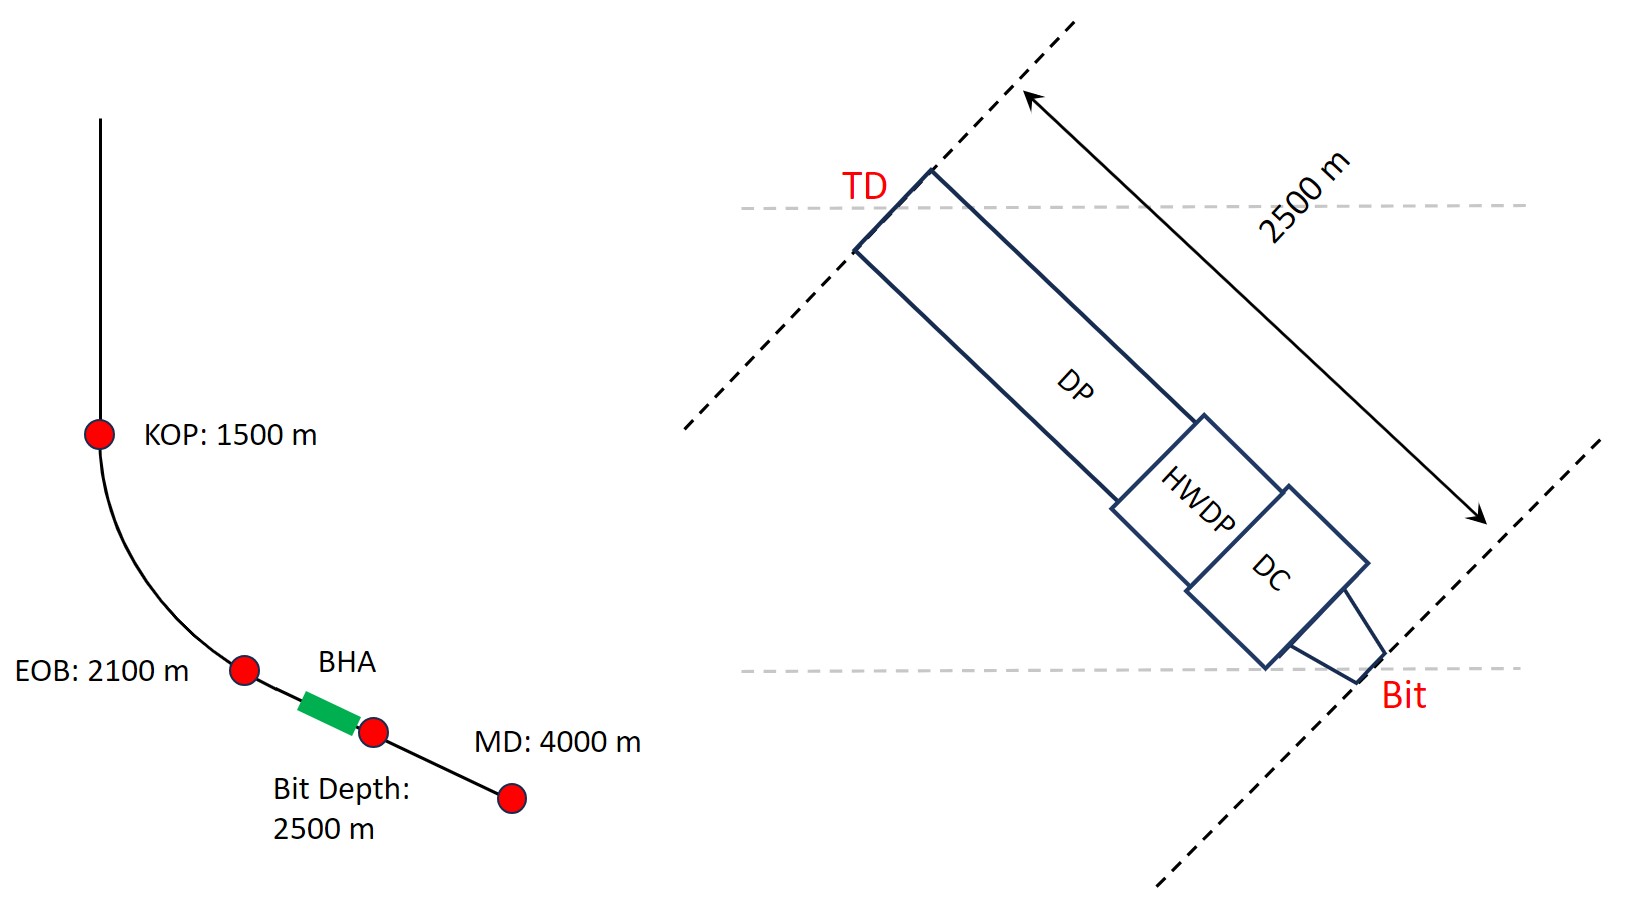 KOP: 1500 m
EOB: 2100 m
BHA
MD: 4000 m
Bit Depth:
2500 m
TD
2500 m
DP
HWDP
DC
Bit